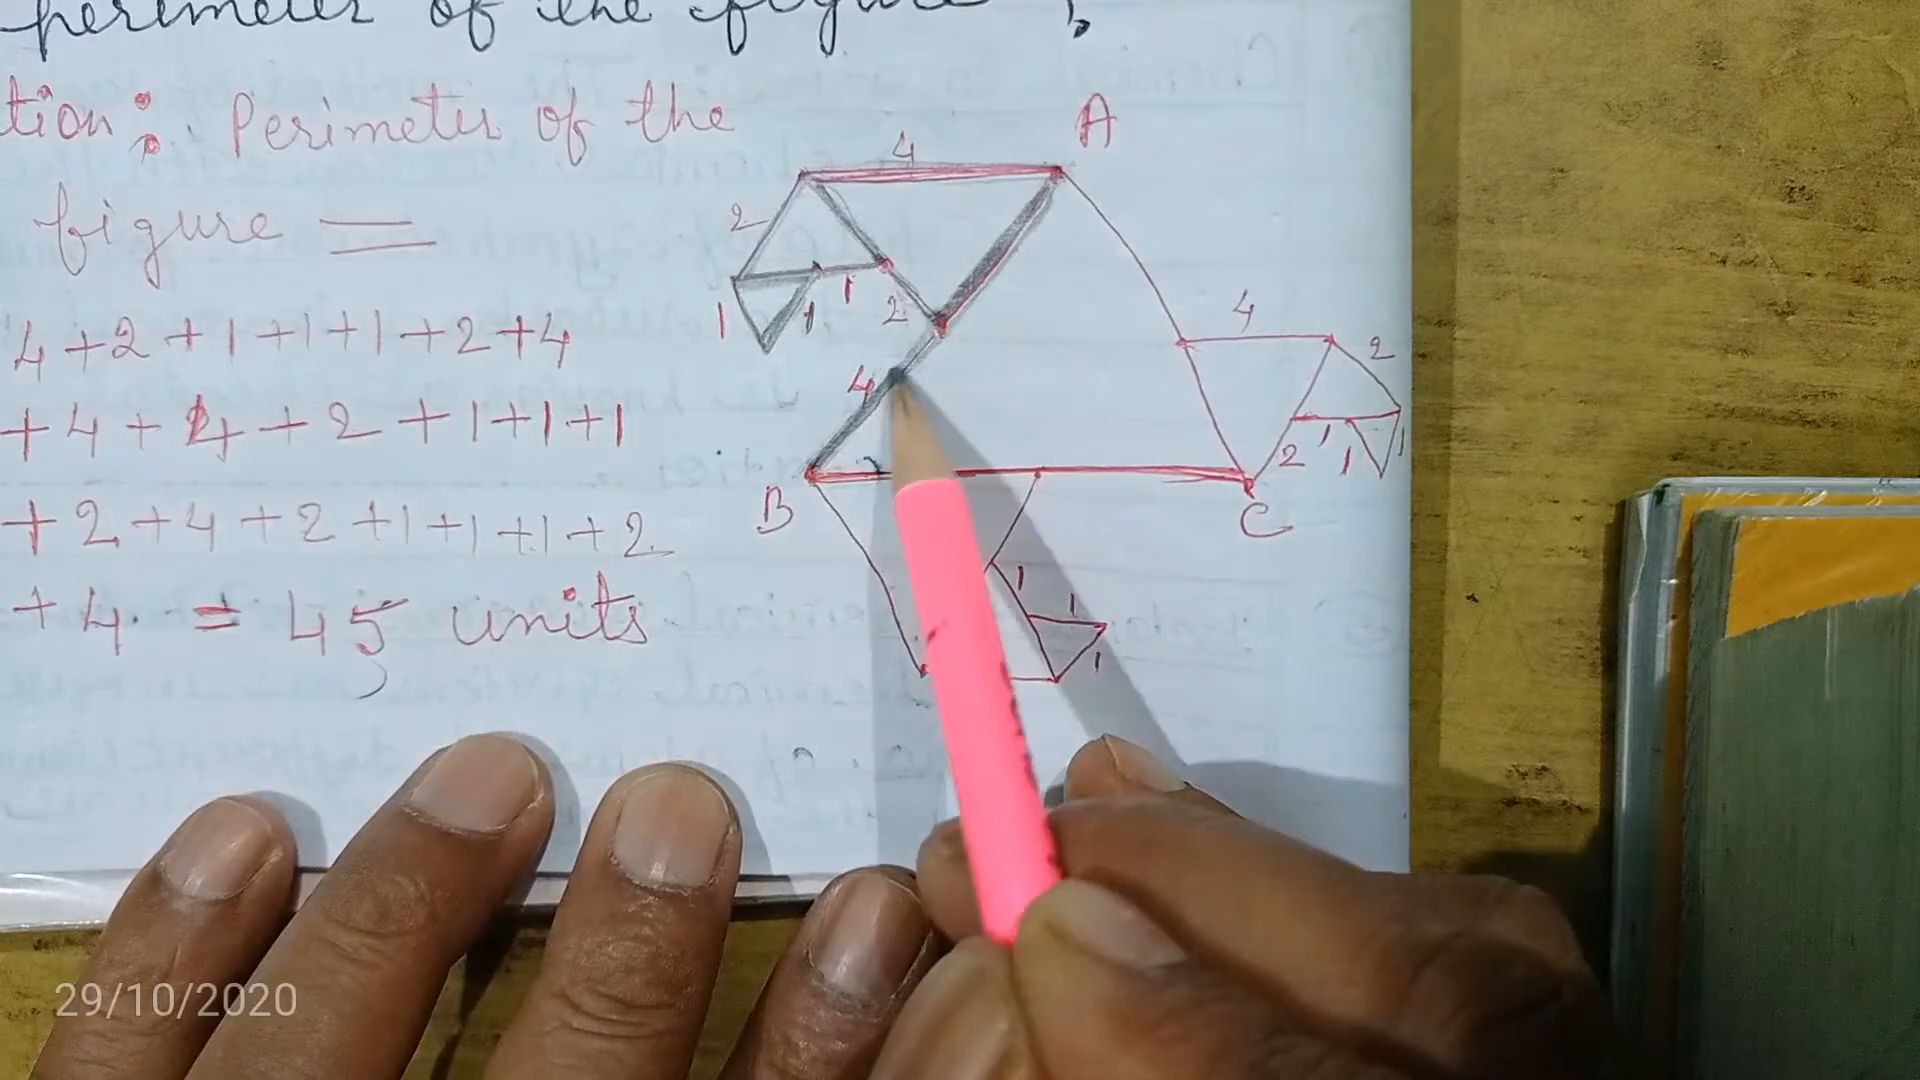 perimeter of the figure ?
tion: Perimeter of the
figure =
4+2+1+1+1+2+4
+4+4+2+1+1+1
+2+4+2+1+1+1+2
+4 = 45 units
A
4
2
1
1
1
2
4
B
C
4
2
2
1
1
1
1
1
1
29/10/2020